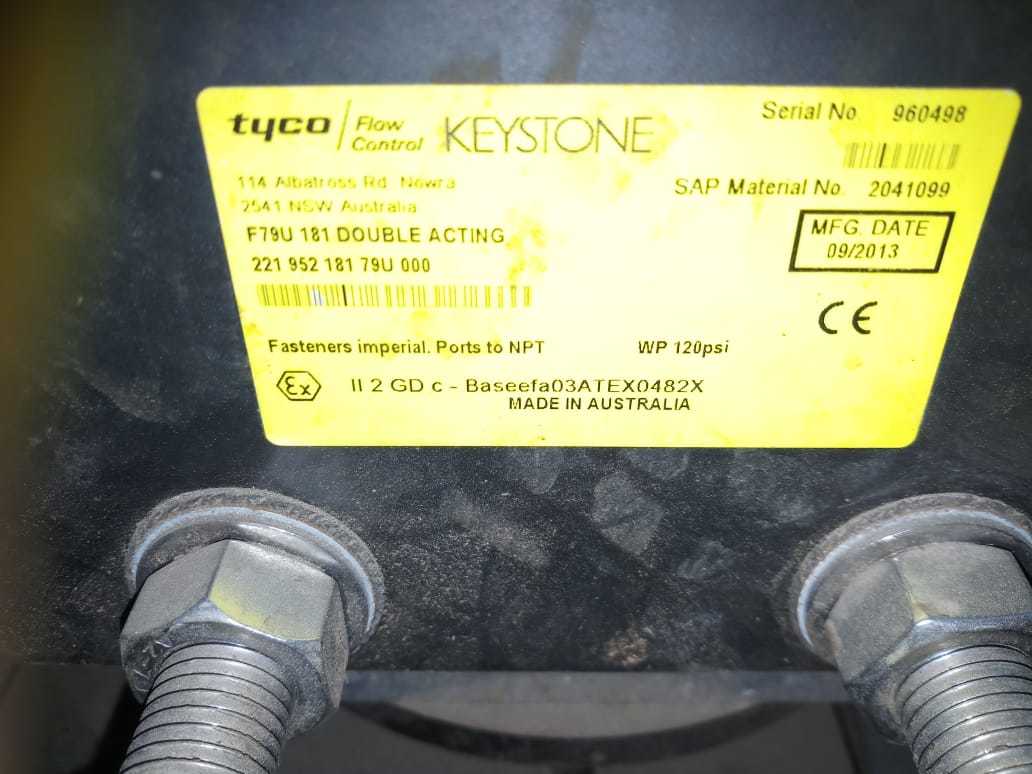 tyco Flow Control KEYSTONE
Serial No. 960498
114 Albatross Rd. Nowra
2541 NSW Australia
SAP Material No. 2041099
F79U 181 DOUBLE ACTING
MFG. DATE
09/2013
221 952 181 79U 000
CE
Fasteners imperial. Ports to NPT WP 120psi
Ex II 2 GD c - Baseefa03ATEX0482X
MADE IN AUSTRALIA